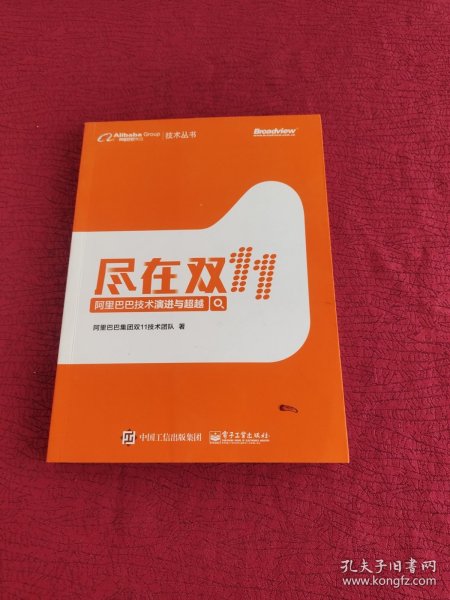 Alibaba Group 技术丛书
阿里巴巴集团
Broadview®
尽在双11
阿里巴巴技术演进与超越
阿里巴巴集团双11技术团队 著
中国工信出版集团
电子工业出版社
孔夫子旧书网
www.kongfz.com